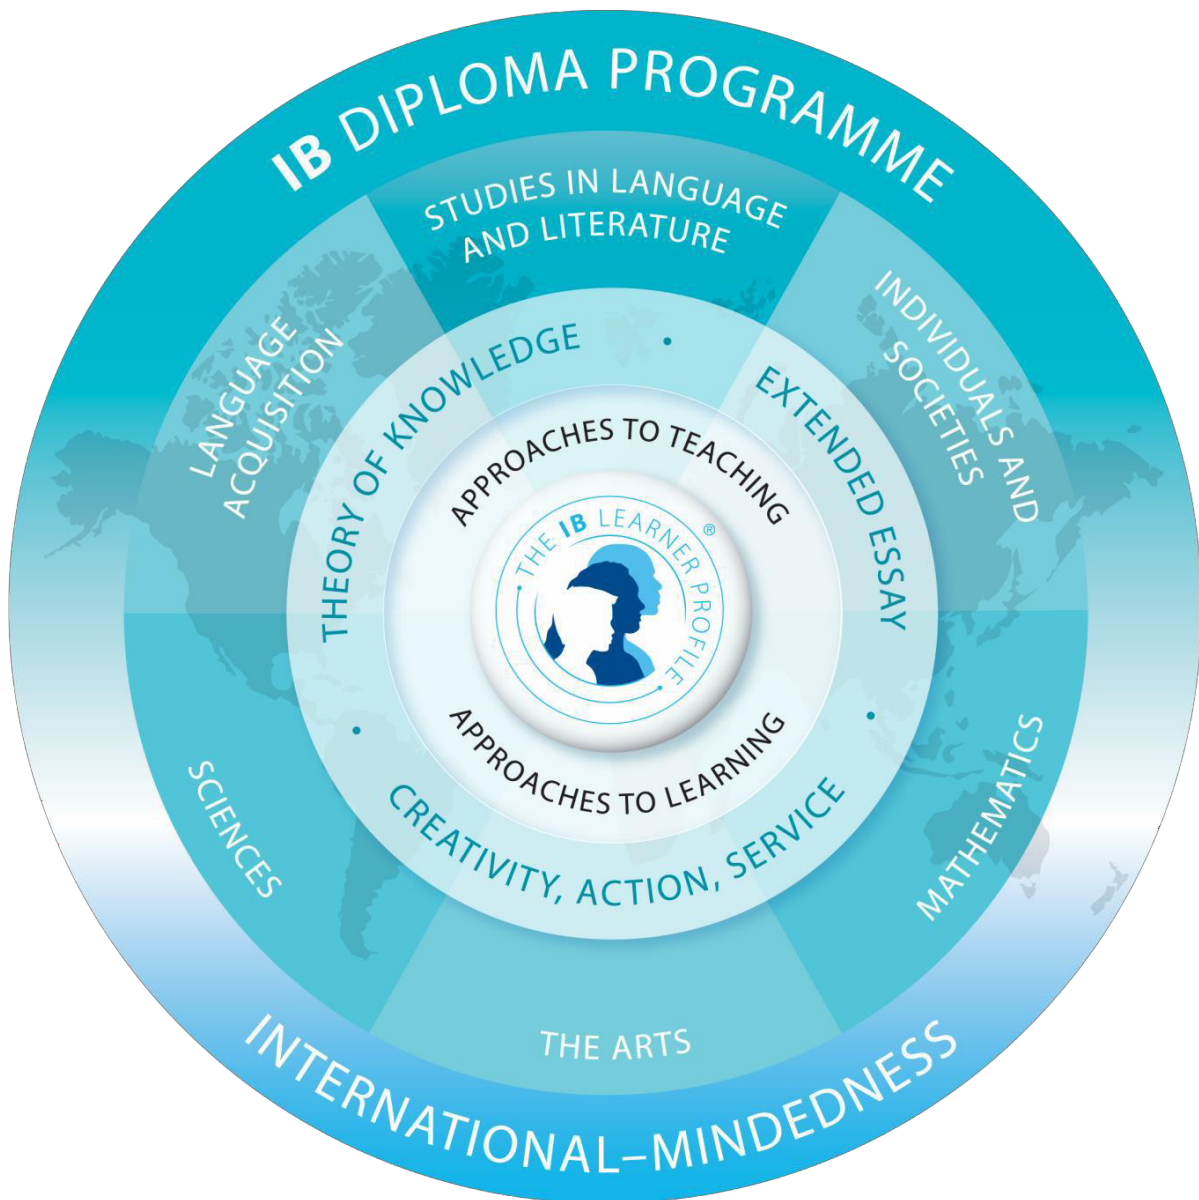 IB DIPLOMA PROGRAMME
STUDIES IN LANGUAGE
AND LITERATURE
LANGUAGE
ACQUISITION
INDIVIDUALS AND
SOCIETIES
THEORY OF KNOWLEDGE
•
EXTENDED ESSAY
APPROACHES TO TEACHING
• THE IB LEARNER PROFILE •
®
APPROACHES TO LEARNING
•
CREATIVITY, ACTION, SERVICE
•
SCIENCES
MATHEMATICS
THE ARTS
INTERNATIONAL–MINDEDNESS